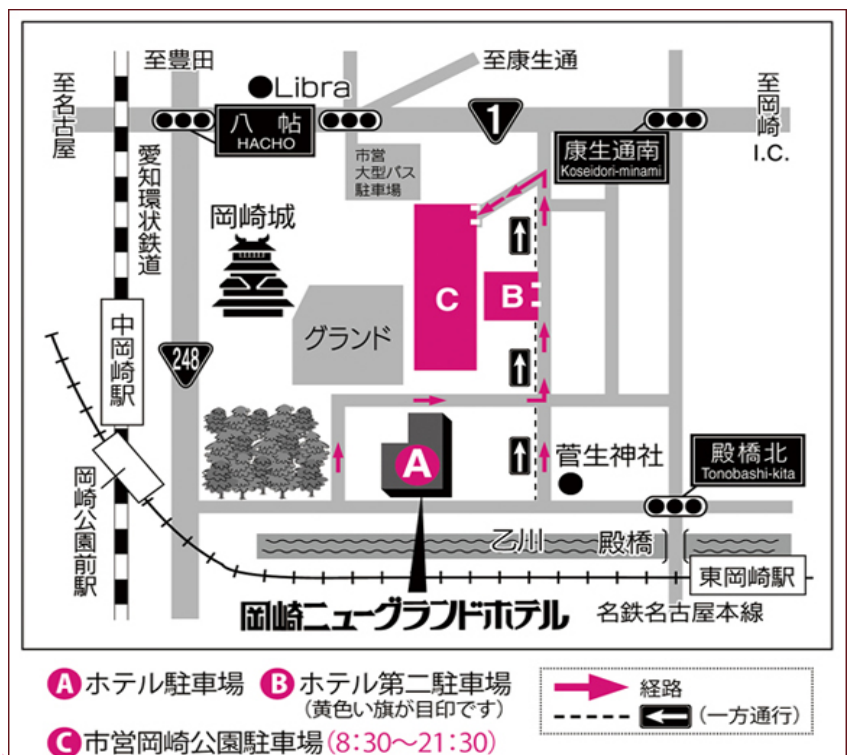 至豊田
Libra
至康生通
至名古屋
八帖
HACHO
1
康生通南
Koseidori-minami
至岡崎
I.C.
愛知環状鉄道
市営
大型バス
駐車場
岡崎城
C
B
グランド
中岡崎駅
248
A
菅生神社
殿橋北
Tonobashi-kita
岡崎公園前駅
乙川
殿橋
東岡崎駅
岡崎ニューグランドホテル
名鉄名古屋本線
A ホテル駐車場
B ホテル第二駐車場
(黄色い旗が目印です)
C 市営岡崎公園駐車場(8:30〜21:30)
経路
(一方通行)